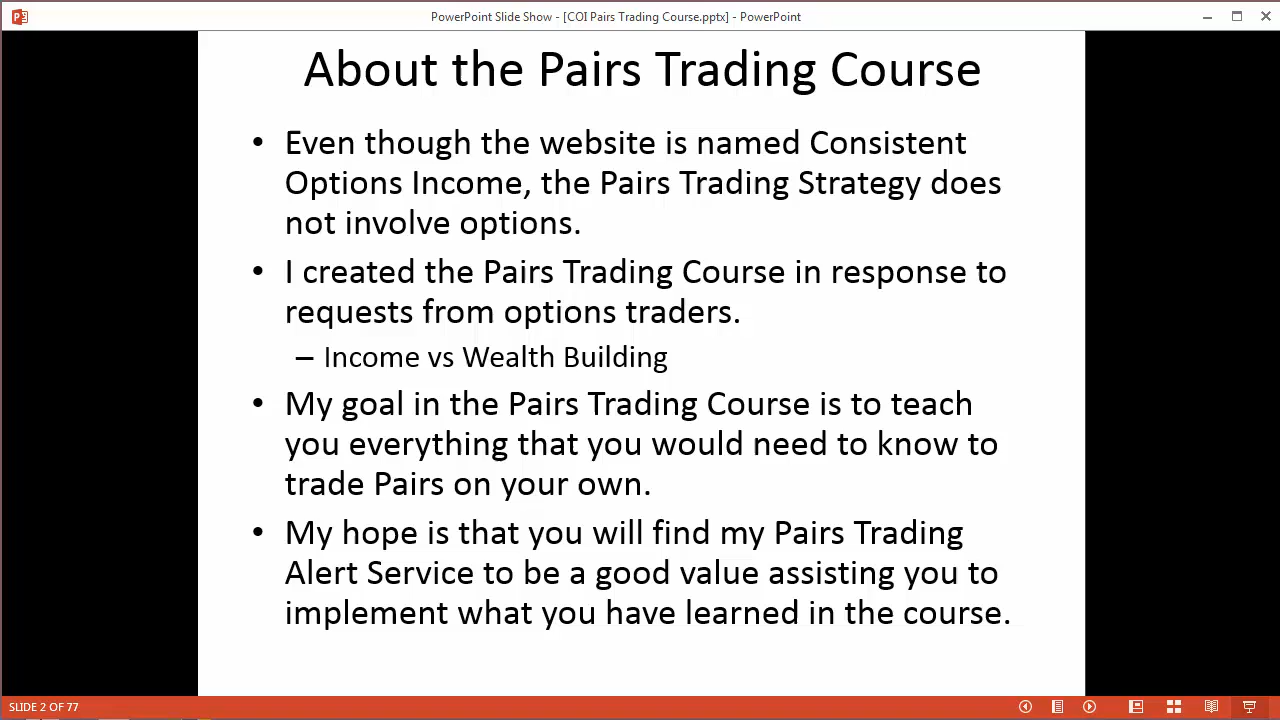 PowerPoint Slide Show - [COI Pairs Trading Course.pptx] - PowerPoint
About the Pairs Trading Course
• Even though the website is named Consistent
Options Income, the Pairs Trading Strategy does
not involve options.
• I created the Pairs Trading Course in response to
requests from options traders.
– Income vs Wealth Building
• My goal in the Pairs Trading Course is to teach
you everything that you would need to know to
trade Pairs on your own.
• My hope is that you will find my Pairs Trading
Alert Service to be a good value assisting you to
implement what you have learned in the course.
SLIDE 2 OF 77